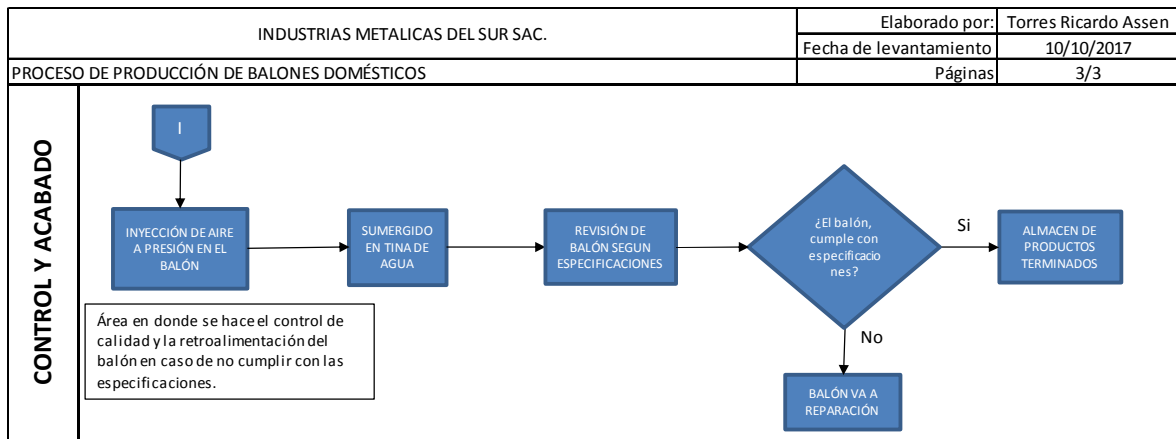 INDUSTRIAS METALICAS DEL SUR SAC.
Elaborado por: Torres Ricardo Assen
Fecha de levantamiento 10/10/2017
PROCESO DE PRODUCCIÓN DE BALONES DOMÉSTICOS
Páginas 3/3
CONTROL Y ACABADO
I
INYECCIÓN DE AIRE
A PRESIÓN EN EL
BALÓN
SUMERGIDO
EN TINA DE
AGUA
REVISIÓN DE
BALÓN SEGUN
ESPECIFICACIONES
¿El balón,
cumple con
especificacio
nes?
Si
ALMACEN DE
PRODUCTOS
TERMINADOS
No
BALÓN VA A
REPARACIÓN
Área en donde se hace el control de
calidad y la retroalimentación del
balón en caso de no cumplir con las
especificaciones.